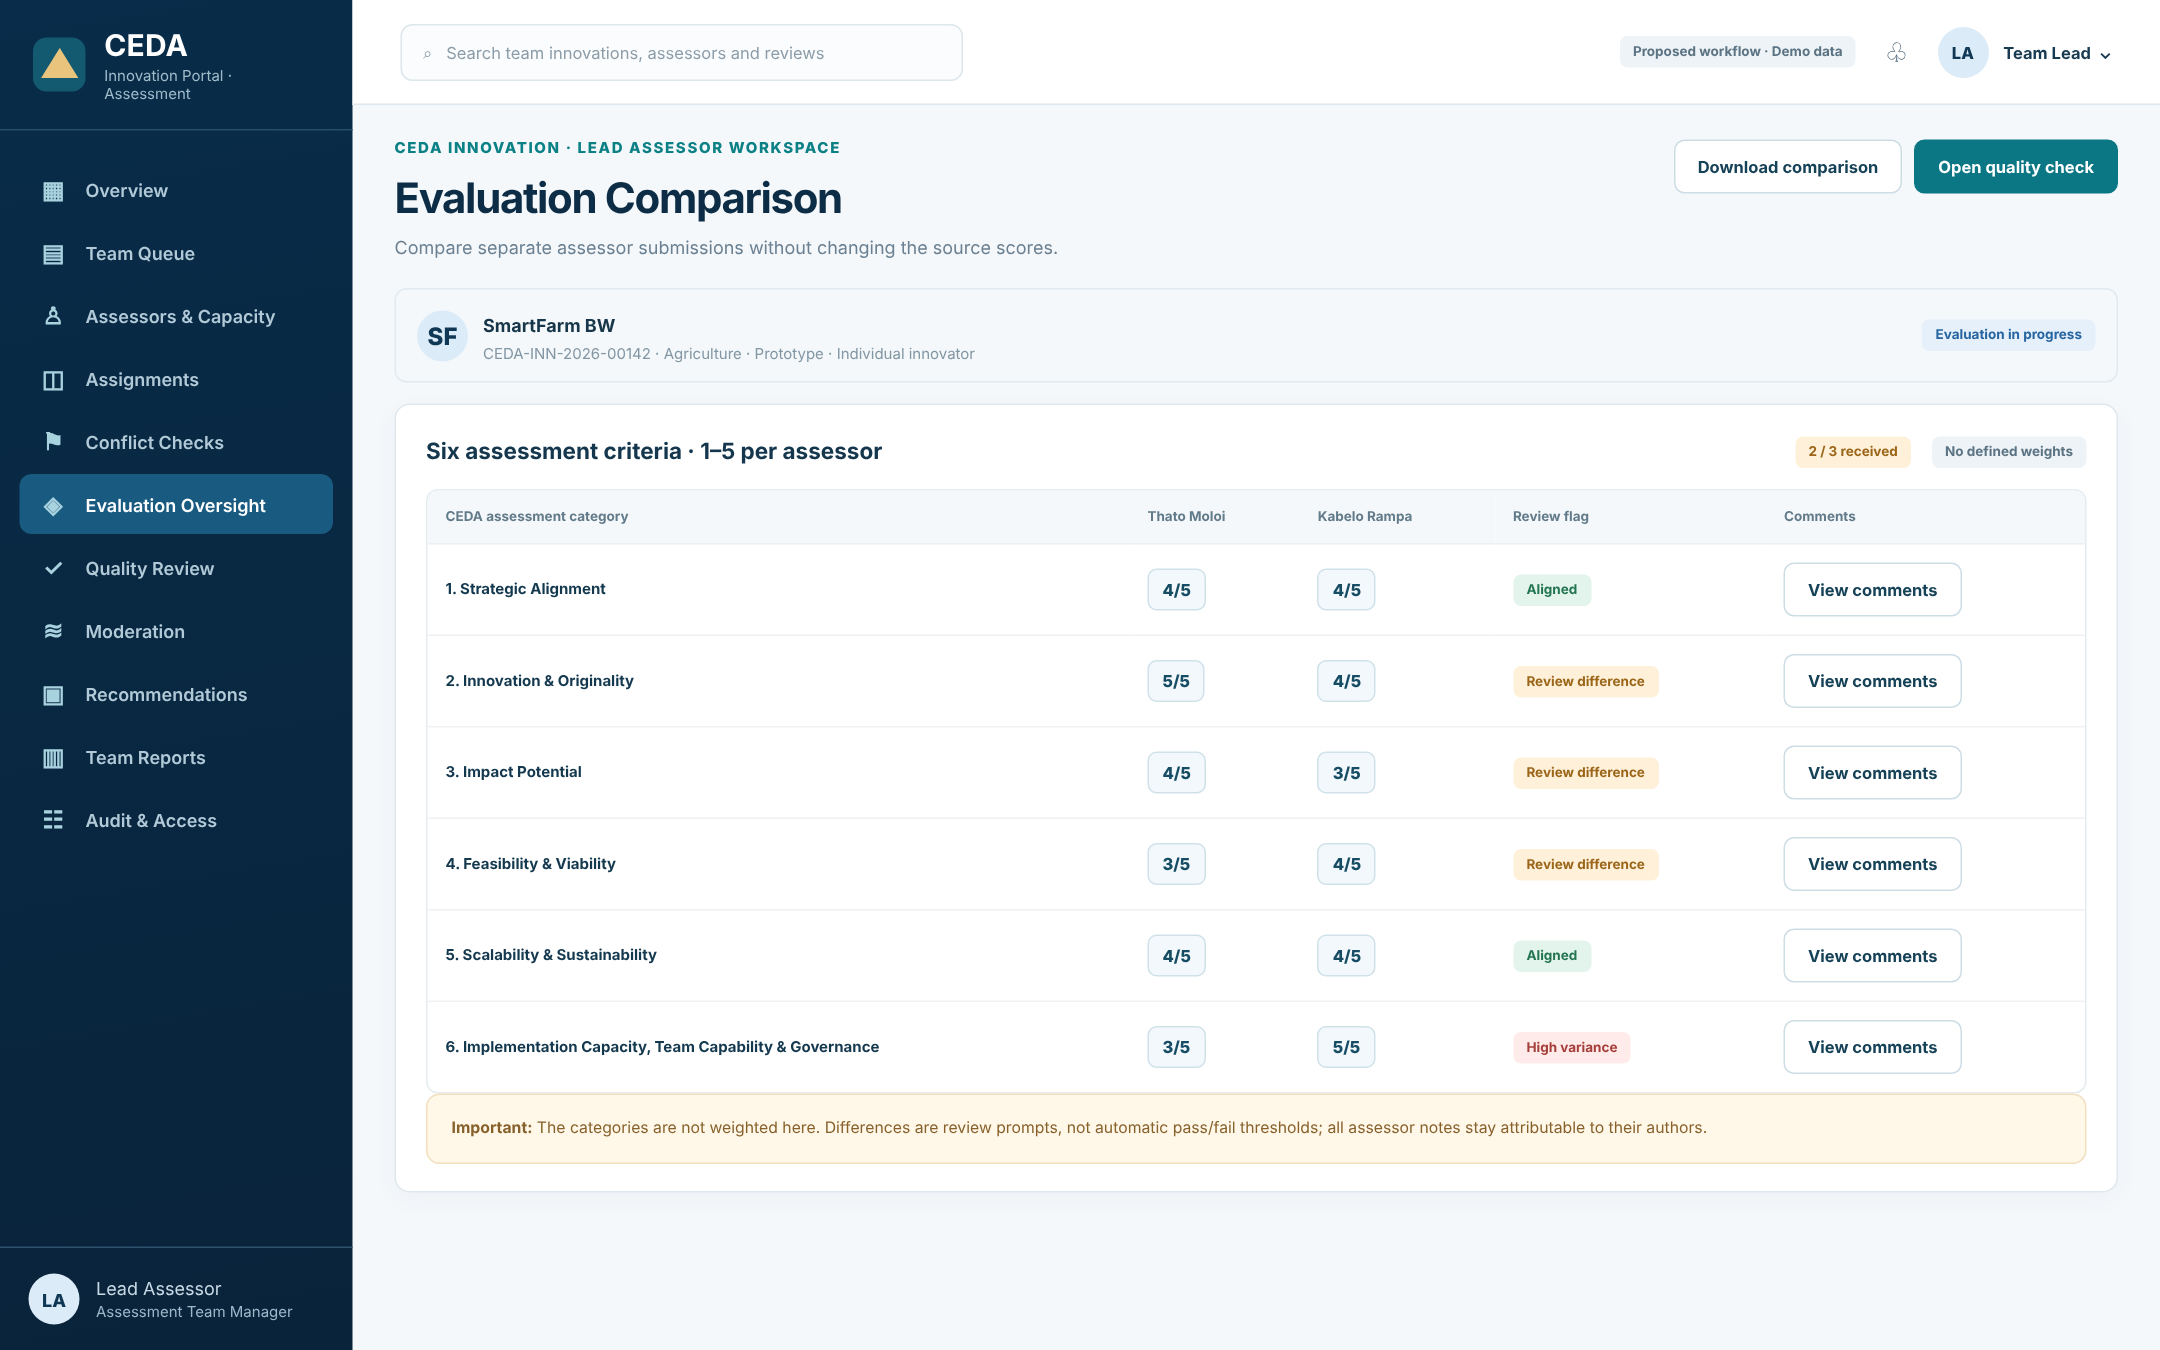 CEDA
Innovation Portal ·
Assessment
Overview
Team Queue
Assessors & Capacity
Assignments
Conflict Checks
Evaluation Oversight
Quality Review
Moderation
Recommendations
Team Reports
Audit & Access
LA
Lead Assessor
Assessment Team Manager
Search team innovations, assessors and reviews
Proposed workflow · Demo data
LA
Team Lead
CEDA INNOVATION · LEAD ASSESSOR WORKSPACE
Evaluation Comparison
Compare separate assessor submissions without changing the source scores.
Download comparison
Open quality check
SF
SmartFarm BW
CEDA-INN-2026-00142 · Agriculture · Prototype · Individual innovator
Evaluation in progress
Six assessment criteria · 1–5 per assessor
2 / 3 received
No defined weights
CEDA assessment category Thato Moloi Kabelo Rampa Review flag Comments
1. Strategic Alignment 4/5 4/5 Aligned View comments
2. Innovation & Originality 5/5 4/5 Review difference View comments
3. Impact Potential 4/5 3/5 Review difference View comments
4. Feasibility & Viability 3/5 4/5 Review difference View comments
5. Scalability & Sustainability 4/5 4/5 Aligned View comments
6. Implementation Capacity, Team Capability & Governance 3/5 5/5 High variance View comments
Important: The categories are not weighted here. Differences are review prompts, not automatic pass/fail thresholds; all assessor notes stay attributable to their authors.